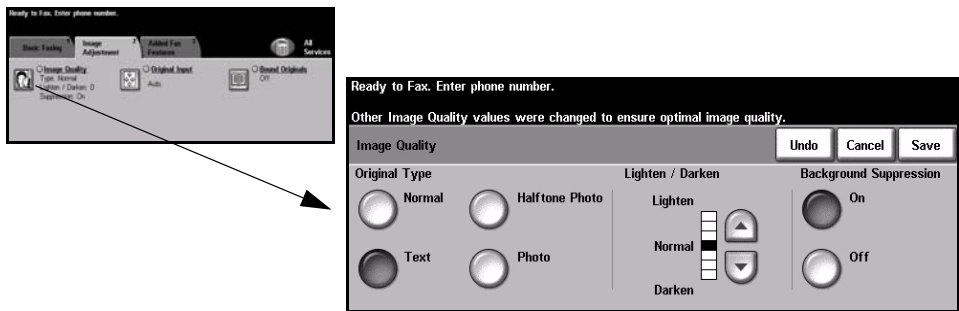 Ready to Fax. Enter phone number.
Basic Faxing
1
Image Adjustment
2
Added Fax Features
3
All Services
Image Quality
Type: Normal
Lighten / Darken: 0
Suppression: On
Original Input
Auto
Bound Originals
Off
Ready to Fax. Enter phone number.
Other Image Quality values were changed to ensure optimal image quality.
Image Quality
Undo
Cancel
Save
Original Type
Lighten / Darken
Background Suppression
Normal
Halftone Photo
Lighten
On
Normal
Text
Photo
Off
Darken